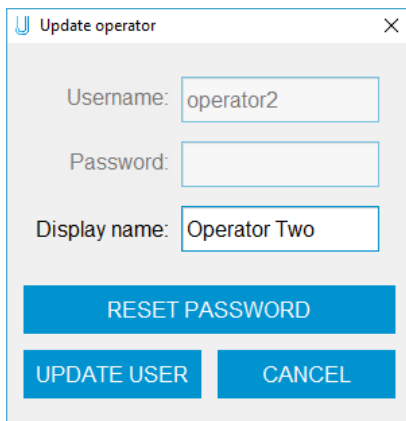 Update operator
Username: operator2
Password:
Display name: Operator Two
RESET PASSWORD
UPDATE USER CANCEL